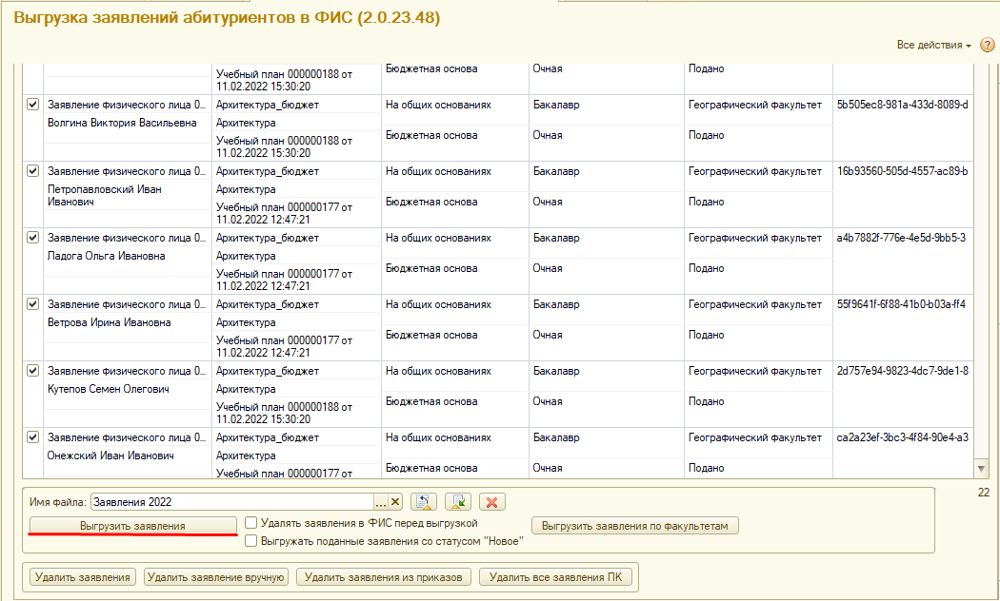 Выгрузка заявлений абитуриентов в ФИС (2.0.23.48)
Все действия
?
Учебный план 000000188 от
11.02.2022 15:30:20
Бюджетная основа
Очная
Подано
Заявление физического лица 0...
Волгина Виктория Васильевна
Архитектура_бюджет
Архитектура
Учебный план 000000188 от
11.02.2022 15:30:20
На общих основаниях
Бюджетная основа
Бакалавр
Очная
Географический факультет
Подано
5b505ec8-981a-433d-8089-d
Заявление физического лица 0...
Петропавловский Иван
Иванович
Архитектура_бюджет
Архитектура
Учебный план 000000177 от
11.02.2022 12:47:21
На общих основаниях
Бюджетная основа
Бакалавр
Очная
Географический факультет
Подано
16b93560-505d-4557-ac89-b
Заявление физического лица 0...
Ладога Ольга Ивановна
Архитектура_бюджет
Архитектура
Учебный план 000000177 от
11.02.2022 12:47:21
На общих основаниях
Бюджетная основа
Бакалавр
Очная
Географический факультет
Подано
a4b7882f-776e-4e5d-9bb5-3
Заявление физического лица 0...
Ветрова Ирина Ивановна
Архитектура_бюджет
Архитектура
Учебный план 000000177 от
11.02.2022 12:47:21
На общих основаниях
Бюджетная основа
Бакалавр
Очная
Географический факультет
Подано
55f9641f-6f88-41b0-b03a-ff4
Заявление физического лица 0...
Кутепов Семен Олегович
Архитектура_бюджет
Архитектура
Учебный план 000000188 от
11.02.2022 15:30:20
На общих основаниях
Бюджетная основа
Бакалавр
Очная
Географический факультет
Подано
2d757e94-9823-4dc7-9de1-8
Заявление физического лица 0...
Онежский Иван Иванович
Архитектура_бюджет
Архитектура
Учебный план 000000177 от
На общих основаниях
Бюджетная основа
Бакалавр
Очная
Географический факультет
Подано
ca2a23ef-3bc3-4f84-90e4-a3
22
Имя файла: Заявления 2022 ...
Выгрузить заявления
Удалять заявления в ФИС перед выгрузкой
Выгружать поданные заявления со статусом "Новое"
Выгрузить заявления по факультетам
Удалить заявления
Удалить заявление вручную
Удалить заявления из приказов
Удалить все заявления ПК